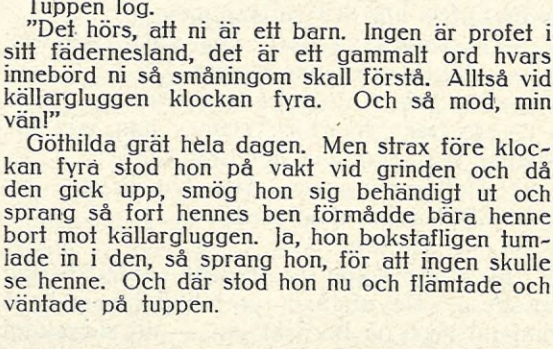 Tuppen log.
"Det hörs, att ni är ett barn. Ingen är profet i
sitt fädernesland, det är ett gammalt ord hvars
innebörd ni så småningom skall förstå. Alltså vid
källargluggen klockan fyra. Och så mod, min
vän!"
Göthilda grät hela dagen. Men strax före kloc-
kan fyra stod hon på vakt vid grinden och då
den gick upp, smög hon sig behändigt ut och
sprang så fort hennes ben förmådde bära henne
bort mot källargluggen. Ja, hon bokstafligen tum-
lade in i den, så sprang hon, för att ingen skulle
se henne. Och där stod hon nu och flämtade och
väntade på tuppen.